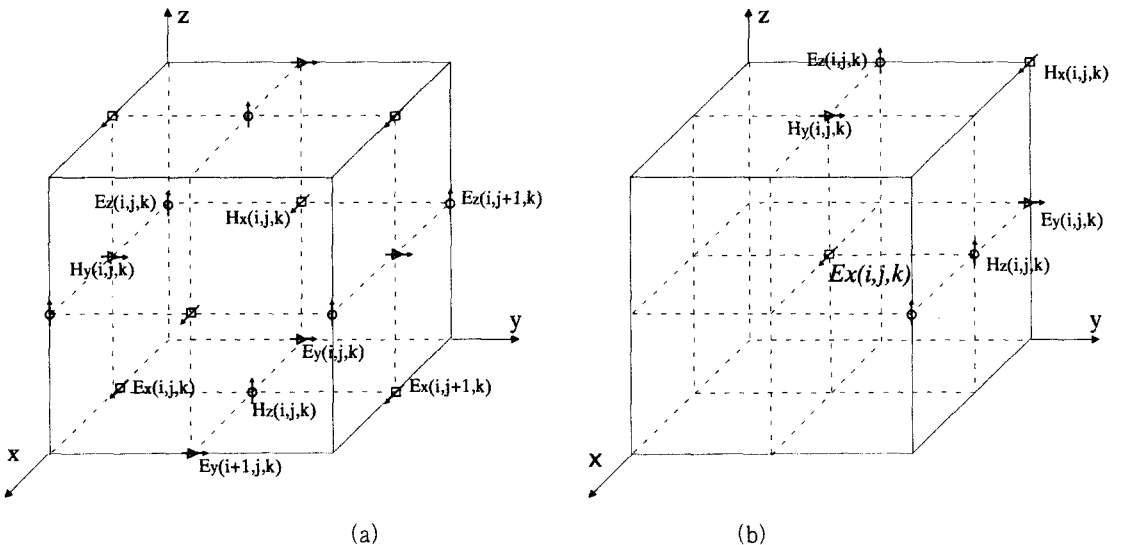 z
Ez(i,j,k)
Ez(i,j+1,k)
Hx(i,j,k)
Hy(i,j,k)
y
Ey(i,j,k)
Ex(i,j,k)
Ex(i,j+1,k)
Hz(i,j,k)
x
Ey(i+1,j,k)
(a)
z
Ez(i,j,k)
Hx(i,j,k)
Hy(i,j,k)
Ey(i,j,k)
Hz(i,j,k)
Ex(i,j,k)
y
x
(b)